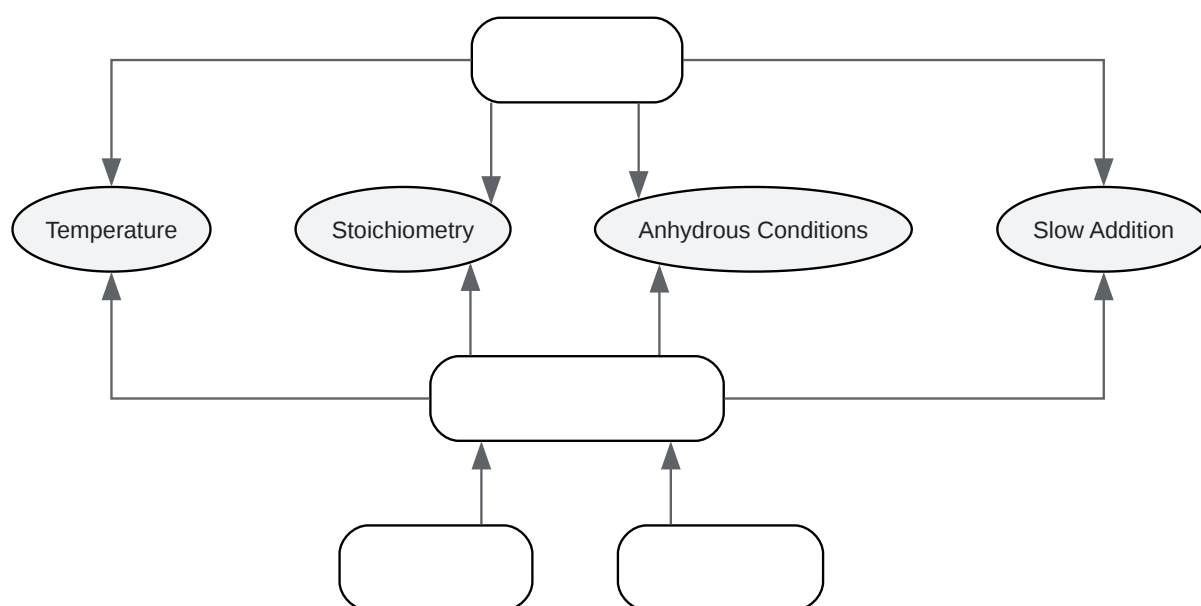 Temperature
Stoichiometry
Anhydrous Conditions
Slow Addition